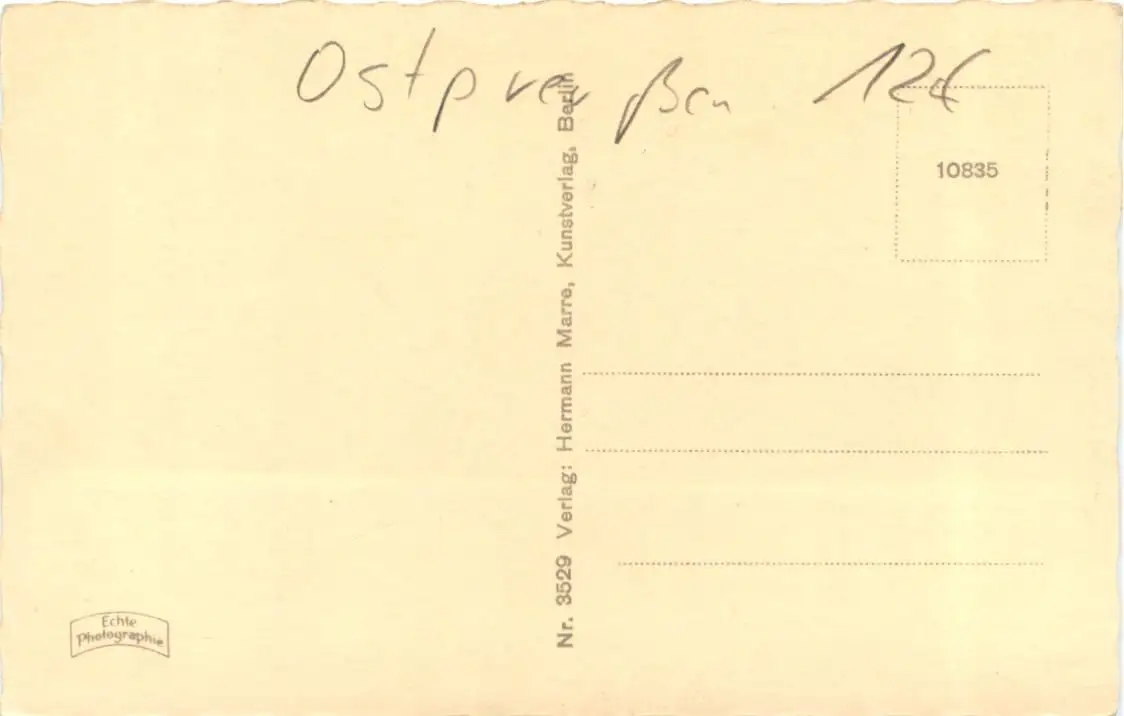 Ostpreußen 12€
10835
Nr. 3529 Verlag: Hermann Marre, Kunstverlag, Berlin
Echte
Photographie